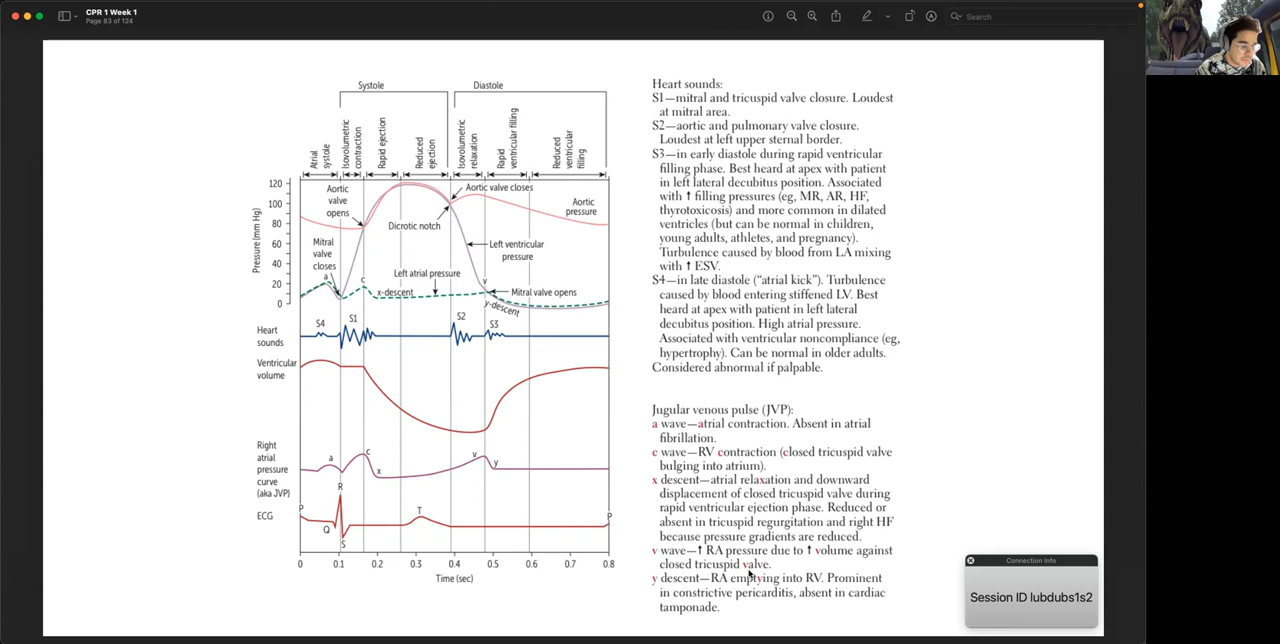 CPR 1 Week 1
Page 83 of 124
Search
Systole
Diastole
Atrial systole
Isovolumetric contraction
Rapid ejection
Reduced ejection
Isovolumetric relaxation
Rapid ventricular filling
Reduced ventricular filling
Pressure (mm Hg)
120
100
80
60
40
20
0
Aortic valve opens
Aortic valve closes
Aortic pressure
Dicrotic notch
Mitral valve closes
Left ventricular pressure
Left atrial pressure
a
c
x-descent
v
Mitral valve opens
y-descent
Heart sounds
S4
S1
S2
S3
Ventricular volume
Right atrial pressure curve (aka JVP)
a
c
x
v
y
ECG
P
Q
R
S
T
P
0
0.1
0.2
0.3
0.4
0.5
0.6
0.7
0.8
Time (sec)
Heart sounds:
S1—mitral and tricuspid valve closure. Loudest
at mitral area.
S2—aortic and pulmonary valve closure.
Loudest at left upper sternal border.
S3—in early diastole during rapid ventricular
filling phase. Best heard at apex with patient
in left lateral decubitus position. Associated
with ↑ filling pressures (eg, MR, AR, HF,
thyrotoxicosis) and more common in dilated
ventricles (but can be normal in children,
young adults, athletes, and pregnancy).
Turbulence caused by blood from LA mixing
with ↑ ESV.
S4—in late diastole (“atrial kick”). Turbulence
caused by blood entering stiffened LV. Best
heard at apex with patient in left lateral
decubitus position. High atrial pressure.
Associated with ventricular noncompliance (eg,
hypertrophy). Can be normal in older adults.
Considered abnormal if palpable.
Jugular venous pulse (JVP):
a wave—atrial contraction. Absent in atrial
fibrillation.
c wave—RV contraction (closed tricuspid valve
bulging into atrium).
x descent—atrial relaxation and downward
displacement of closed tricuspid valve during
rapid ventricular ejection phase. Reduced or
absent in tricuspid regurgitation and right HF
because pressure gradients are reduced.
v wave—↑ RA pressure due to ↑ volume against
closed tricuspid valve.
y descent—RA emptying into RV. Prominent
in constrictive pericarditis, absent in cardiac
tamponade.
Connection Info
Session ID lubdubs1s2